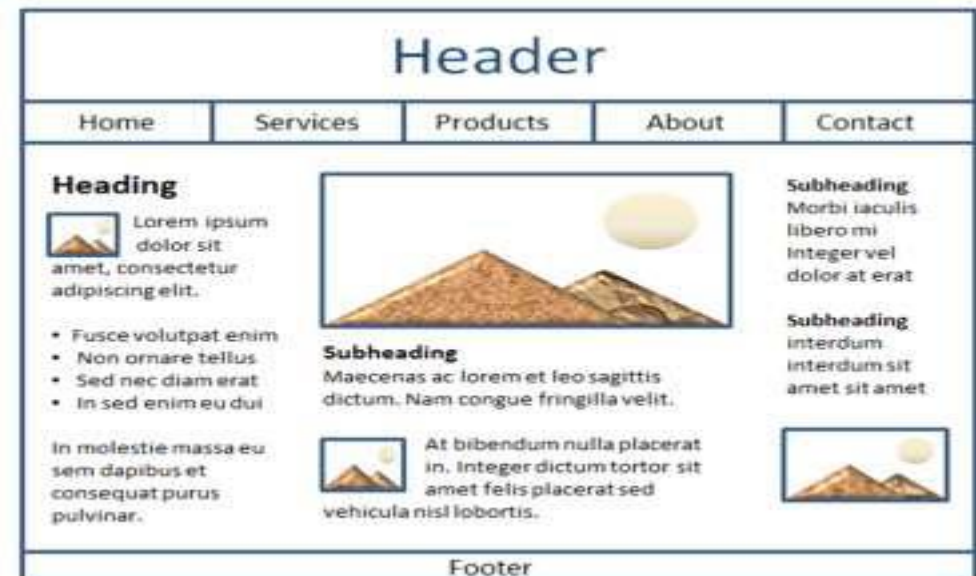 Header
Home Services Products About Contact
Heading
Lorem ipsum
dolor sit
amet, consectetur
adipiscing elit.
• Fusce volutpat enim
• Non ornare tellus
• Sed nec diam erat
• In sed enim eu dui
In molestie massa eu
sem dapibus et
consequat purus
pulvinar.
Subheading
Maecenas ac lorem et leo sagittis
dictum. Nam congue fringilla velit.
At bibendum nulla placerat
in. Integer dictum tortor sit
amet felis placerat sed
vehicula nisl lobortis.
Subheading
Morbi iaculis
libero mi
Integer vel
dolor at erat
Subheading
interdum
interdum sit
amet sit amet
Footer